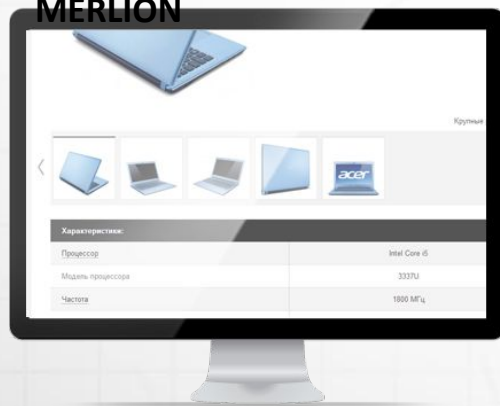 MERLION
Крупные
acer
Характеристики:
Процессор Intel Core i5
Модель процессора 3337U
Частота 1800 МГц